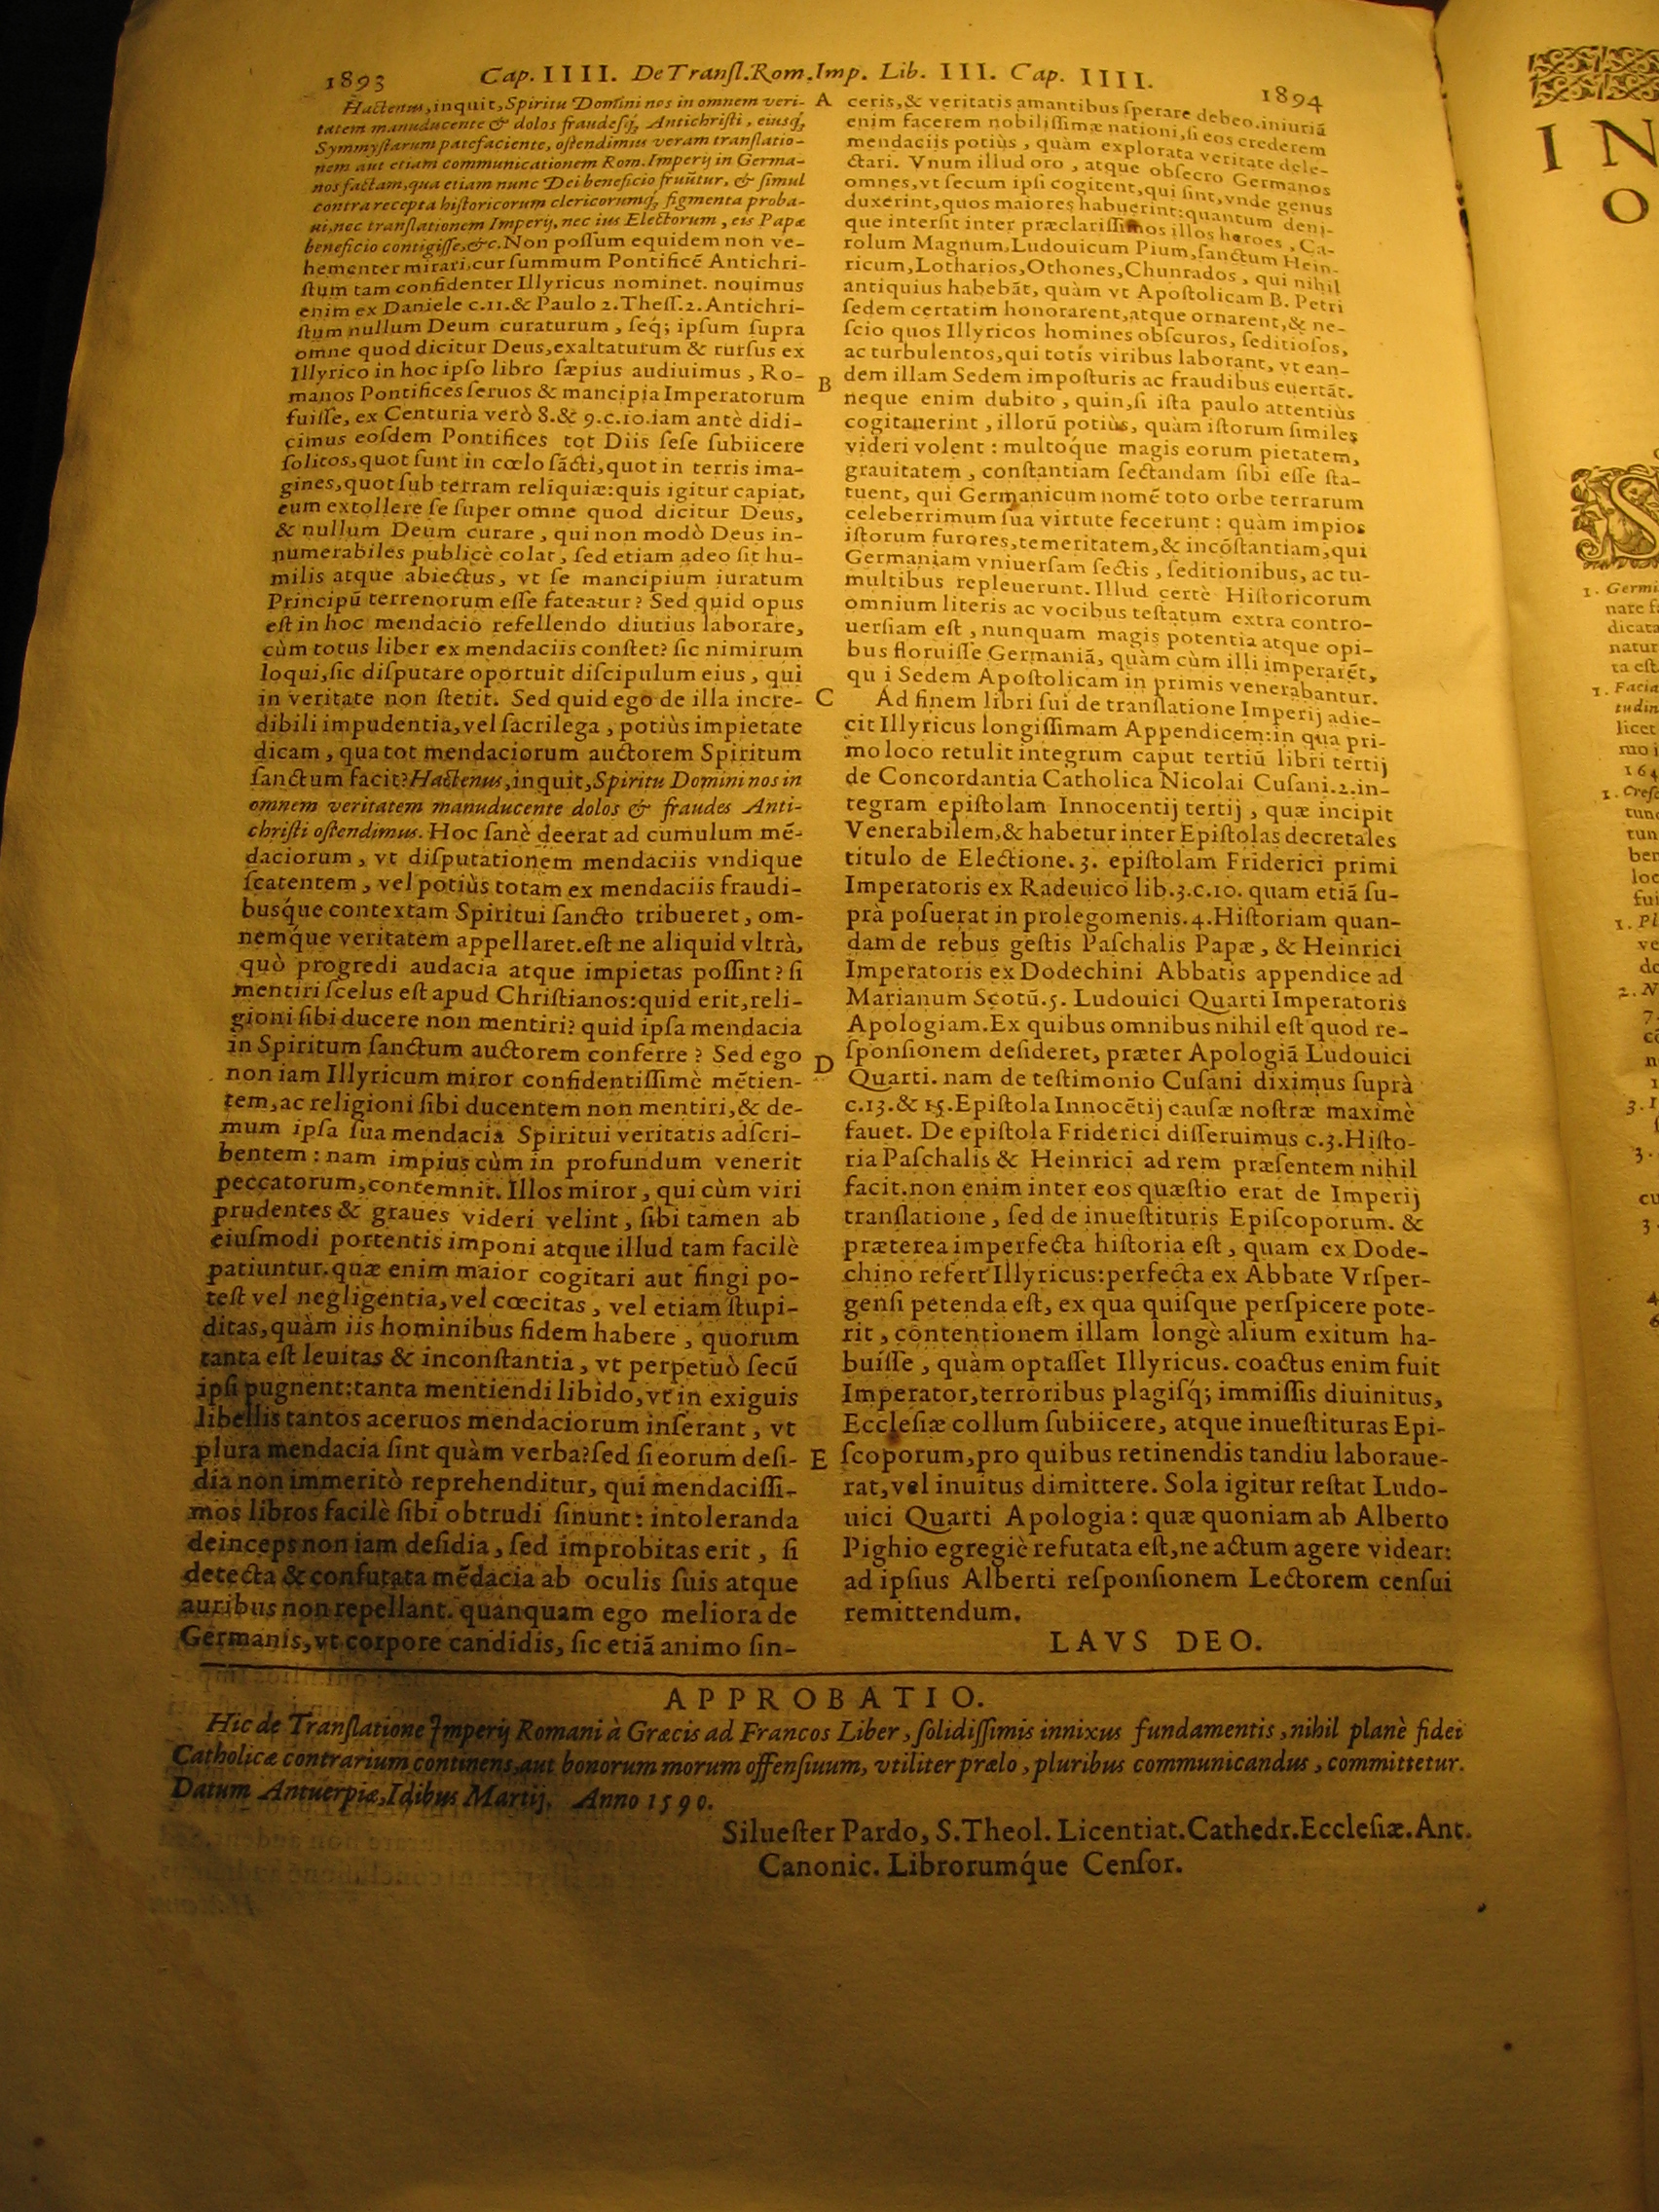 1893 Cap. IIII. De Transl. Rom. Imp. Lib. III. Cap. IIII. 1894
Hactenus, inquit, Spiritu Domini nos in omnem veri-
tatem manuducente & dolos fraudesq́; Antichristi, eiusq́;
Symmystarum patefaciente, ostendimus veram translatio-
nem aut etiam communicationem Rom. Imperij in Germa-
nos factam, qua etiam nunc Dei beneficio fruũtur, & simul
contra recepta historicorum clericorumq́; figmenta proba-
ui, nec translationem Imperij, nec ius Electorum, eis Papæ
beneficio contigisse, &c. Non possum equidem non ve-
hementer mirari, cur summum Pontificẽ Antichri-
stum tam confidenter Illyricus nominet. nouimus
enim ex Daniele c.11. & Paulo 2. Thess. 2. Antichri-
stum nullum Deum curaturum, seq́; ipsum supra
omne quod dicitur Deus, exaltaturum & rursus ex
Illyrico in hoc ipso libro sæpius audiuimus, Ro-
manos Pontifices seruos & mancipia Imperatorum
fuisse, ex Centuria verò 8. & 9. c.10. iam antè didi-
cimus eosdem Pontifices tot Diis sese subiicere
solitos, quot sunt in cœlo sãcti, quot in terris ima-
gines, quot sub terram reliquiæ: quis igitur capiat,
eum extollere se super omne quod dicitur Deus,
& nullum Deum curare, qui non modò Deus in-
numerabiles publicè colat, sed etiam adeo sit hu-
milis atque abiectus, vt se mancipium iuratum
Principũ terrenorum esse fateatur? Sed quid opus
est in hoc mendacio refellendo diutius laborare,
cùm totus liber ex mendaciis constet? sic nimirum
loqui, sic disputare oportuit discipulum eius, qui
in veritate non stetit. Sed quid ego de illa incre-
dibili impudentia, vel sacrilega, potiùs impietate
dicam, qua tot mendaciorum auctorem Spiritum
sanctum facit? Hactenus, inquit, Spiritu Domini nos in
omnem veritatem manuducente dolos & fraudes Anti-
christi ostendimus. Hoc sanè deerat ad cumulum mẽ-
daciorum, vt disputationem mendaciis vndique
scatentem, vel potiùs totam ex mendaciis fraudi-
busq́ue contextam Spiritui sancto tribueret, om-
nemq́ue veritatem appellaret. est ne aliquid vltrà,
quò progredi audacia atque impietas possint? si
mentiri scelus est apud Christianos: quid erit, reli-
gioni sibi ducere non mentiri? quid ipsa mendacia
in Spiritum sanctum auctorem conferre? Sed ego
non iam Illyricum miror confidentissimè mẽtien-
tem, ac religioni sibi ducentem non mentiri, & de-
mum ipsa sua mendacia Spiritui veritatis adscri-
bentem: nam impius cùm in profundum venerit
peccatorum, contemnit. Illos miror, qui cùm viri
prudentes & graues videri velint, sibi tamen ab
eiusmodi portentis imponi atque illud tam facilè
patiuntur. quæ enim maior cogitari aut fingi po-
test vel negligentia, vel cœcitas, vel etiam stupi-
ditas, quàm iis hominibus fidem habere, quorum
tanta est leuitas & inconstantia, vt perpetuò secũ
ipsi pugnent: tanta mentiendi libido, vt in exiguis
libellis tantos aceruos mendaciorum inserant, vt
plura mendacia sint quàm verba? sed si eorum desi-
dia non immeritò reprehenditur, qui mendacissi-
mos libros facilè sibi obtrudi sinunt: intoleranda
deinceps non iam desidia, sed improbitas erit, si
detecta & confutata mẽdacia ab oculis suis atque
auribus non repellant. quanquam ego meliora de
Germanis, vt corpore candidis, sic etiã animo sin-
A
B
C
D
E
ceris, & veritatis amantibus sperare debeo. iniuriã
enim facerem nobilissimæ nationi, si eos crederem
mendaciis potiùs, quàm explorata veritate dele-
ctari. Vnum illud oro, atque obsecro Germanos
omnes, vt secum ipsi cogitent, qui sint, vnde genus
duxerint, quos maiores habuerint: quantum deni-
que intersit inter præclarissimos illos heroes, Ca-
rolum Magnum, Ludouicum Pium, sanctum Hein-
ricum, Lotharios, Othones, Chunrados, qui nihil
antiquius habebãt, quàm vt Apostolicam B. Petri
sedem certatim honorarent, atque ornarent, & ne-
scio quos Illyricos homines obscuros, seditiosos,
ac turbulentos, qui totis viribus laborant, vt ean-
dem illam Sedem imposturis ac fraudibus euertãt.
neque enim dubito, quin, si ista paulo attentiùs
cogitauerint, illorũ potiùs, quàm istorum similes
videri volent: multoq́ue magis eorum pietatem,
grauitatem, constantiam sectandam sibi esse sta-
tuent, qui Germanicum nomẽ toto orbe terrarum
celeberrimum sua virtute fecerunt: quàm impios
istorum furores, temeritatem, & incõstantiam, qui
Germaniam vniuersam sectis, seditionibus, ac tu-
multibus repleuerunt. Illud certè Historicorum
omnium literis ac vocibus testatum extra contro-
uersiam est, nunquam magis potentia atque opi-
bus floruisse Germaniã, quàm cùm illi imperarẽt,
qui Sedem Apostolicam in primis venerabantur.
Ad finem libri sui de translatione Imperij adie-
cit Illyricus longissimam Appendicem: in qua pri-
mo loco retulit integrum caput tertiũ libri tertij
de Concordantia Catholica Nicolai Cusani. 2. in-
tegram epistolam Innocentij tertij, quæ incipit
Venerabilem, & habetur inter Epistolas decretales
titulo de Electione. 3. epistolam Friderici primi
Imperatoris ex Radeuico lib.3. c.10. quam etiã su-
prà posuerat in prolegomenis. 4. Historiam quan-
dam de rebus gestis Paschalis Papæ, & Heinrici
Imperatoris ex Dodechini Abbatis appendice ad
Marianum Scotũ. 5. Ludouici Quarti Imperatoris
Apologiam. Ex quibus omnibus nihil est quod re-
sponsionem desideret, præter Apologiã Ludouici
Quarti. nam de testimonio Cusani diximus suprà
c.13. & 15. Epistola Innocẽtij causæ nostræ maximè
fauet. De epistola Friderici disseruimus c.3. Histo-
ria Paschalis & Heinrici ad rem præsentem nihil
facit. non enim inter eos quæstio erat de Imperij
translatione, sed de inuestituris Episcoporum. &
præterea imperfecta historia est, quam ex Dode-
chino refert Illyricus: perfecta ex Abbate Vrsper-
gensi petenda est, ex qua quisque perspicere pote-
rit, contentionem illam longè alium exitum ha-
buisse, quàm optasset Illyricus. coactus enim fuit
Imperator, terroribus plagisq́; immissis diuinitus,
Ecclesiæ collum subiicere, atque inuestituras Epi-
scoporum, pro quibus retinendis tandiu laboraue-
rat, vel inuitus dimittere. Sola igitur restat Ludo-
uici Quarti Apologia: quæ quoniam ab Alberto
Pighio egregiè refutata est, ne actum agere videar:
ad ipsius Alberti responsionem Lectorem censui
remittendum.
LAVS DEO.
APPROBATIO.
Hic de Translatione Imperij Romani à Græcis ad Francos Liber, solidissimis innixus fundamentis, nihil planè fidei
Catholicæ contrarium continens, aut bonorum morum offensiuum, vtiliter prælo, pluribus communicandus, committetur.
Datum Antuerpiæ, Idibus Martij. Anno 1590.
Siluester Pardo, S. Theol. Licentiat. Cathedr. Ecclesiæ. Ant.
Canonic. Librorumq́ue Censor.
IN
O
S